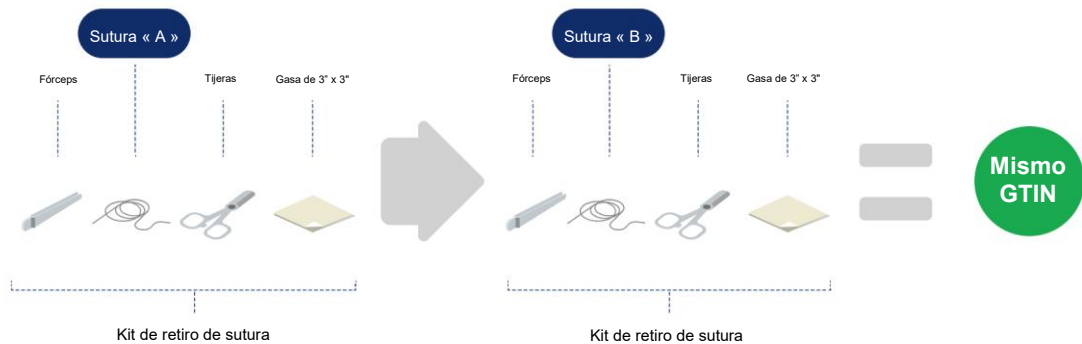 Sutura « A »
Fórceps
Tijeras
Gasa de 3” x 3"
Kit de retiro de sutura
Sutura « B »
Fórceps
Tijeras
Gasa de 3” x 3"
Kit de retiro de sutura
Mismo
GTIN